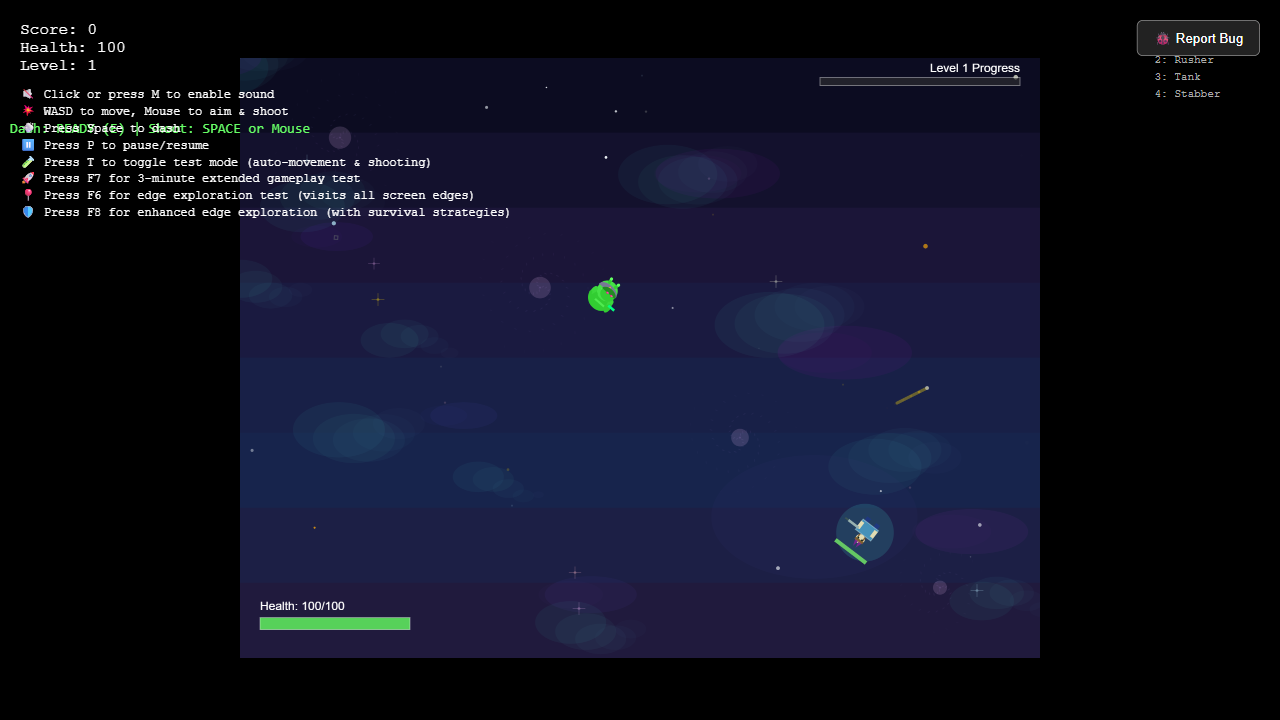 Score: 0
Health: 100
Level: 1
Report Bug
2: Rusher
3: Tank
4: Stabber
Level 1 Progress
Click or press M to enable sound
WASD to move, Mouse to aim & shoot
Press Space to dash
Dash: READY (E) | Shoot: SPACE or Mouse
Press P to pause/resume
Press T to toggle test mode (auto-movement & shooting)
Press F7 for 3-minute extended gameplay test
Press F6 for edge exploration test (visits all screen edges)
Press F8 for enhanced edge exploration (with survival strategies)
Health: 100/100